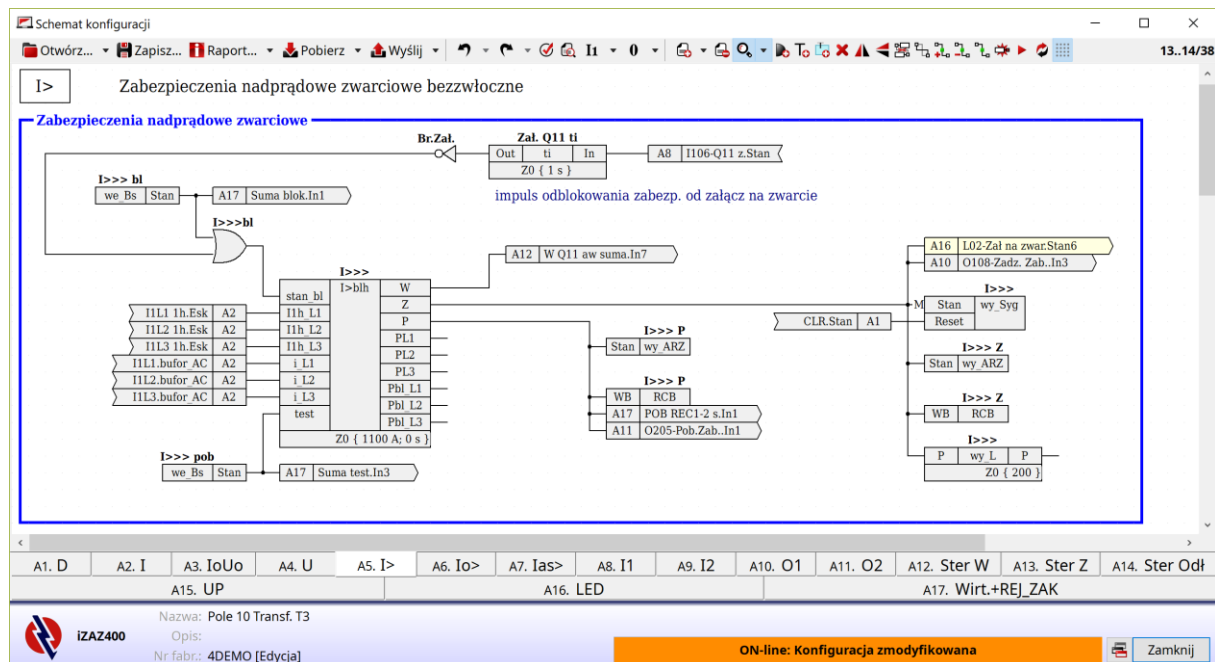 Schemat konfiguracji
Otwórz... Zapisz... Raport... Pobierz Wyślij I1 0 13..14/38
I> Zabezpieczenia nadprądowe zwarciowe bezzwłoczne
Zabezpieczenia nadprądowe zwarciowe
Br.Zał. Zał. Q11 ti
Out ti In A8 I106-Q11 z.Stan
Z0 { 1 s }
I>>> bl
we_Bs Stan A17 Suma blok.In1
impuls odblokowania zabezp. od załącz na zwarcie
I>>>bl
A16 L02-Zał na zwar.Stan6
A12 W Q11 aw suma.In7
A10 O108-Zadz. Zab..In3
I>>>
stan_bl I>blh W
I1L1 1h.Esk A2 I1h_L1 Z
I1L2 1h.Esk A2 I1h_L2 P
I1L3 1h.Esk A2 I1h_L3 PL1
I1L1.bufor_AC A2 i_L1 PL2
I1L2.bufor_AC A2 i_L2 PL3
I1L3.bufor_AC A2 i_L3 Pbl_L1
test Pbl_L2
Pbl_L3
Z0 { 1100 A; 0 s }
I>>>
M Stan wy_Syg
CLR.Stan A1 Reset
I>>> P
Stan wy_ARZ
I>>> Z
Stan wy_ARZ
I>>> P
WB RCB
A17 POB REC1-2 s.In1
A11 O205-Pob.Zab..In1
I>>> Z
WB RCB
I>>>
P wy_L P
Z0 { 200 }
I>>> pob
we_Bs Stan A17 Suma test.In3
A1. D A2. I A3. IoUo A4. U A5. I> A6. Io> A7. Ias> A8. I1 A9. I2 A10. O1 A11. O2 A12. Ster W A13. Ster Z A14. Ster Odł
A15. UP A16. LED A17. Wirt.+REJ_ZAK
iZAZ400
Nazwa: Pole 10 Transf. T3
Opis:
Nr fabr.: 4DEMO [Edycja]
ON-line: Konfiguracja zmodyfikowana
Zamknij